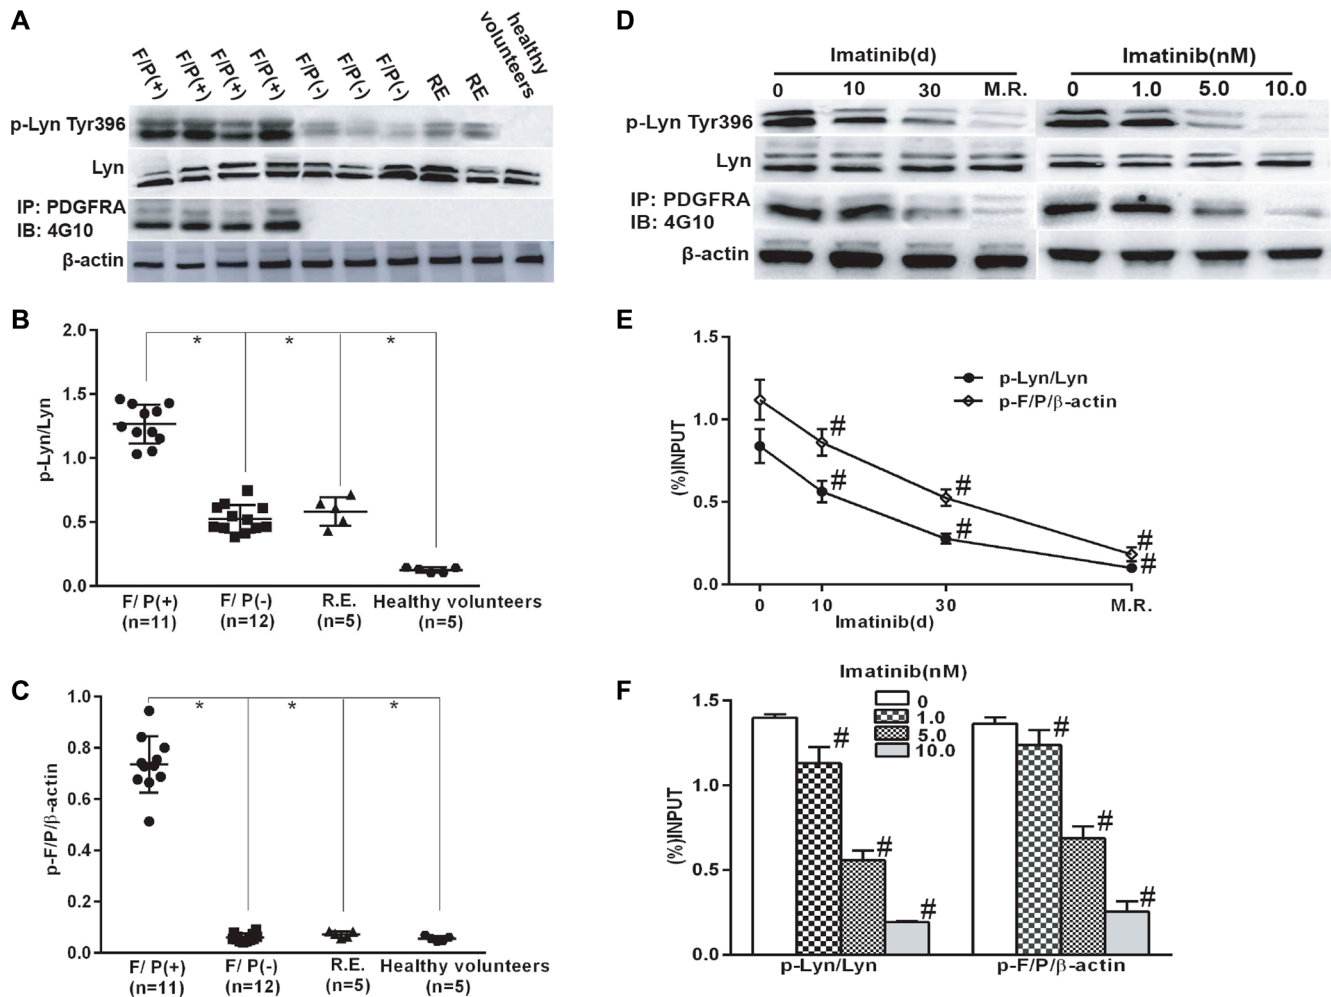 A
F/P(+) F/P(+) F/P(+) F/P(+) F/P(-) F/P(-) F/P(-) RE RE healthy volunteers
p-Lyn Tyr396
Lyn
IP: PDGFRA
IB: 4G10
β-actin
B
p-Lyn/Lyn
2.0
1.5
1.0
0.5
0.0
* * *
F/ P(+) F/ P(-) R.E. Healthy volunteers
(n=11) (n=12) (n=5) (n=5)
C
p-F/P/β-actin
1.0
0.8
0.6
0.4
0.2
0.0
* * *
F/ P(+) F/ P(-) R.E. Healthy volunteers
(n=11) (n=12) (n=5) (n=5)
D
Imatinib(d) Imatinib(nM)
0 10 30 M.R. 0 1.0 5.0 10.0
p-Lyn Tyr396
Lyn
IP: PDGFRA
IB: 4G10
β-actin
E
(%)INPUT
1.5
1.0
0.5
0.0
p-Lyn/Lyn
p-F/P/β-actin
# # #
# # #
0 10 30 M.R.
Imatinib(d)
F
Imatinib(nM)
0
1.0
5.0
10.0
(%)INPUT
1.5
1.0
0.5
0.0
# # # # # #
p-Lyn/Lyn p-F/P/β-actin